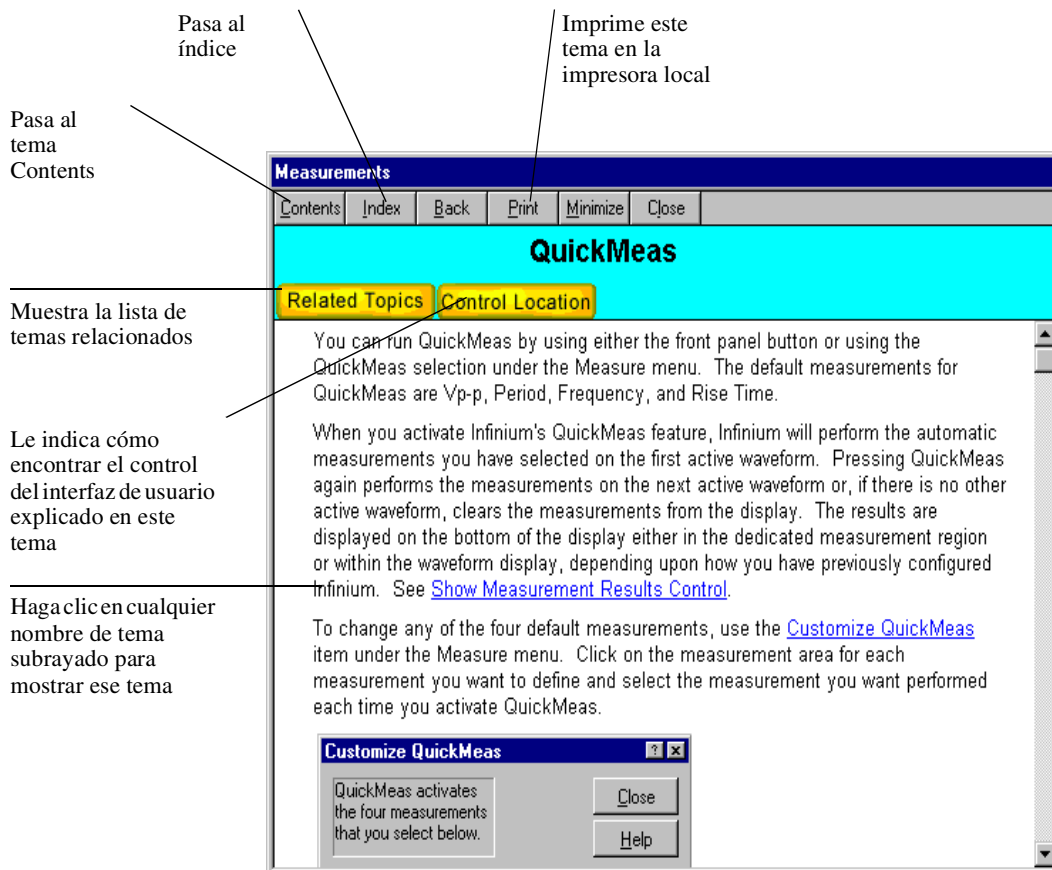 Pasa al
índice
Imprime este
tema en la
impresora local
Pasa al
tema
Contents
Muestra la lista de
temas relacionados
Le indica cómo
encontrar el control
del interfaz de usuario
explicado en este
tema
Haga clic en cualquier
nombre de tema
subrayado para
mostrar ese tema
Measurements
Contents Index Back Print Minimize Close
QuickMeas
Related Topics Control Location
You can run QuickMeas by using either the front panel button or using the
QuickMeas selection under the Measure menu. The default measurements for
QuickMeas are Vp-p, Period, Frequency, and Rise Time.
When you activate Infinium's QuickMeas feature, Infinium will perform the automatic
measurements you have selected on the first active waveform. Pressing QuickMeas
again performs the measurements on the next active waveform or, if there is no other
active waveform, clears the measurements from the display. The results are
displayed on the bottom of the display either in the dedicated measurement region
or within the waveform display, depending upon how you have previously configured
Infinium. See Show Measurement Results Control.
To change any of the four default measurements, use the Customize QuickMeas
item under the Measure menu. Click on the measurement area for each
measurement you want to define and select the measurement you want performed
each time you activate QuickMeas.
Customize QuickMeas
QuickMeas activates
the four measurements
that you select below.
Close
Help